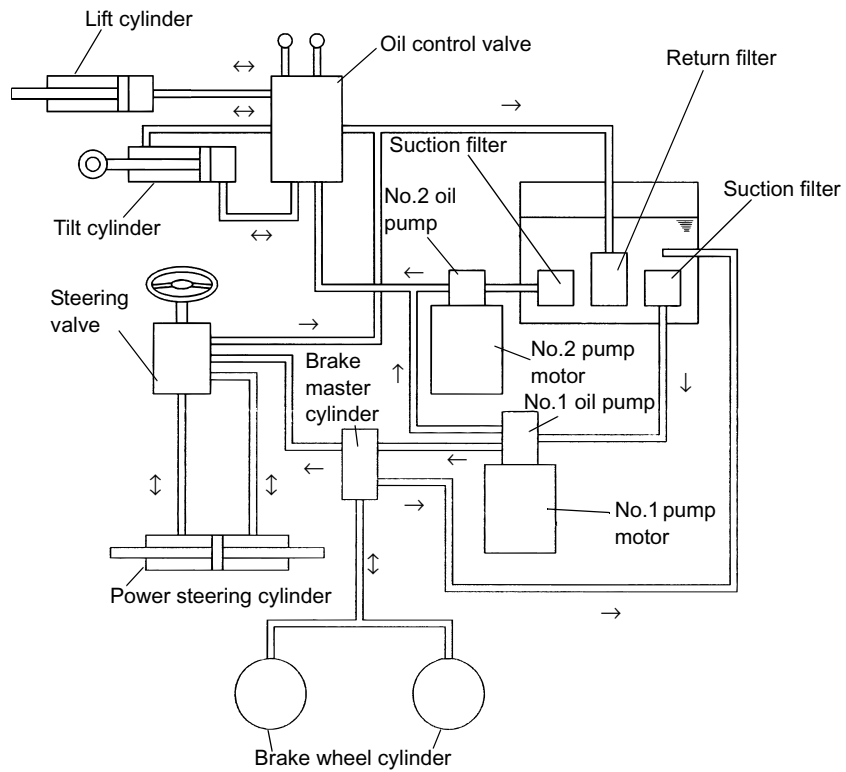 Lift cylinder
Oil control valve
Return filter
Suction filter
Suction filter
No.2 oil
pump
Tilt cylinder
Steering
valve
Brake
master
cylinder
No.2 pump
motor
No.1 oil pump
No.1 pump
motor
Power steering cylinder
Brake wheel cylinder